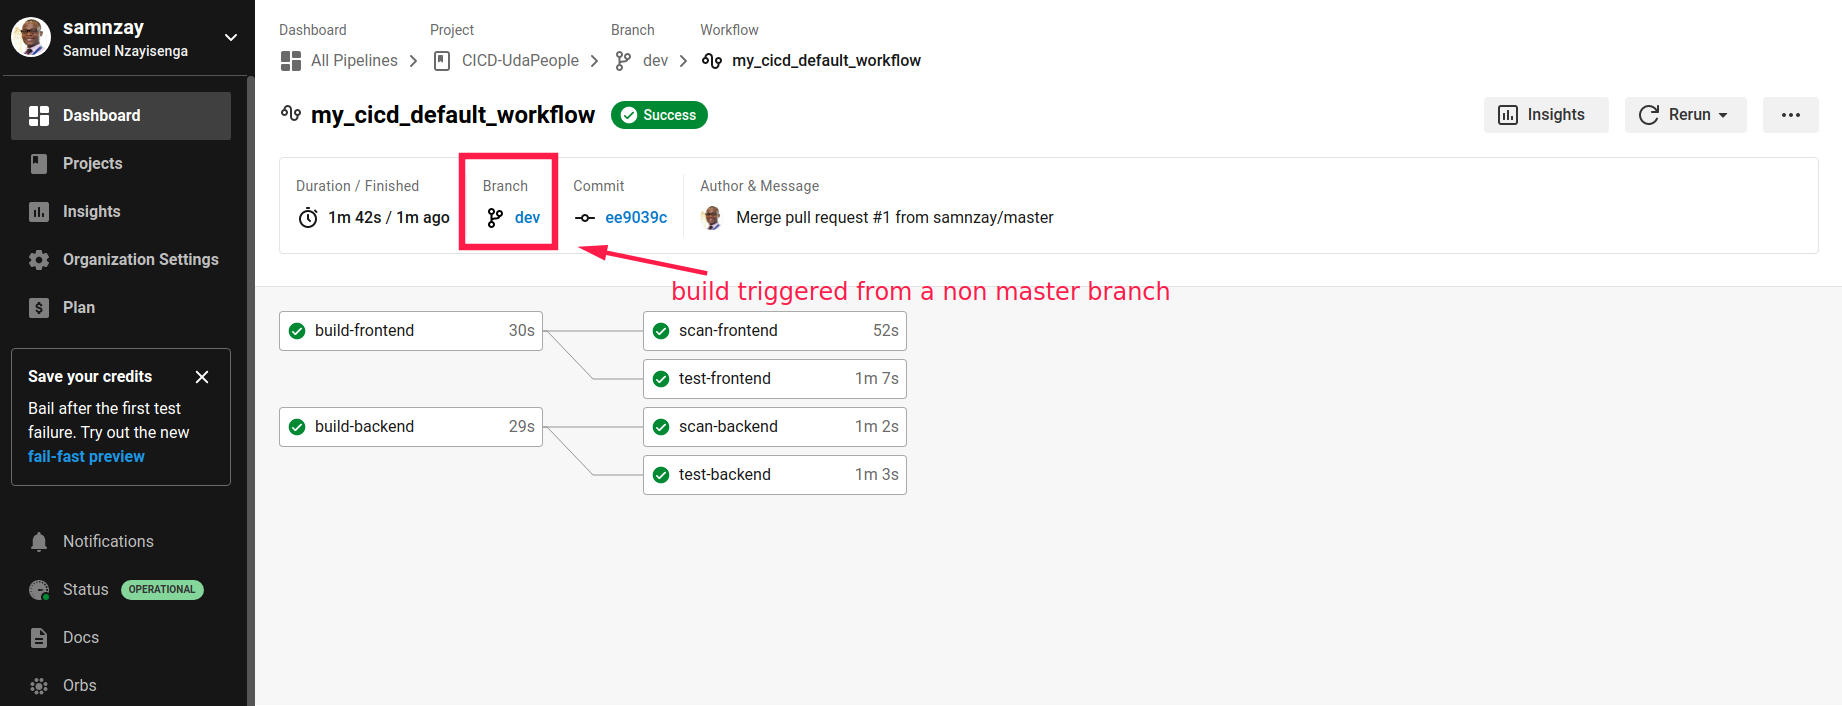 samnzay
Samuel Nzayisenga
Dashboard
Projects
Insights
Organization Settings
Plan
Save your credits
Bail after the first test
failure. Try out the new
fail-fast preview
Notifications
Status OPERATIONAL
Docs
Orbs
Dashboard Project Branch Workflow
All Pipelines CICD-UdaPeople dev my_cicd_default_workflow
my_cicd_default_workflow Success
Insights Rerun
Duration / Finished Branch Commit Author & Message
1m 42s / 1m ago dev ee9039c Merge pull request #1 from samnzay/master
build triggered from a non master branch
build-frontend 30s scan-frontend 52s
test-frontend 1m 7s
build-backend 29s scan-backend 1m 2s
test-backend 1m 3s